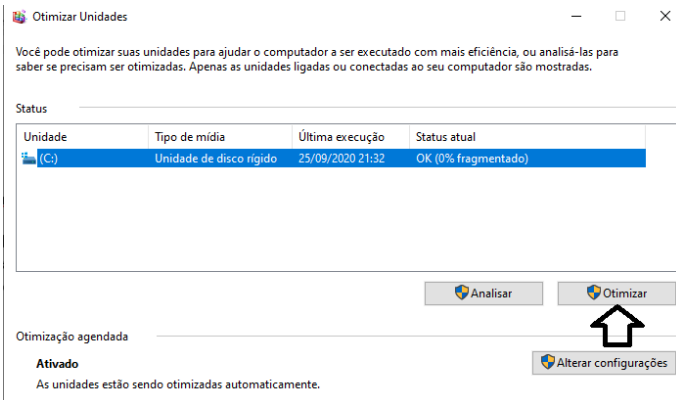 Otimizar Unidades
Você pode otimizar suas unidades para ajudar o computador a ser executado com mais eficiência, ou analisá-las para
saber se precisam ser otimizadas. Apenas as unidades ligadas ou conectadas ao seu computador são mostradas.
Status
Unidade Tipo de mídia Última execução Status atual
(C:) Unidade de disco rígido 25/09/2020 21:32 OK (0% fragmentado)
Analisar Otimizar
Otimização agendada
Ativado Alterar configurações
As unidades estão sendo otimizadas automaticamente.